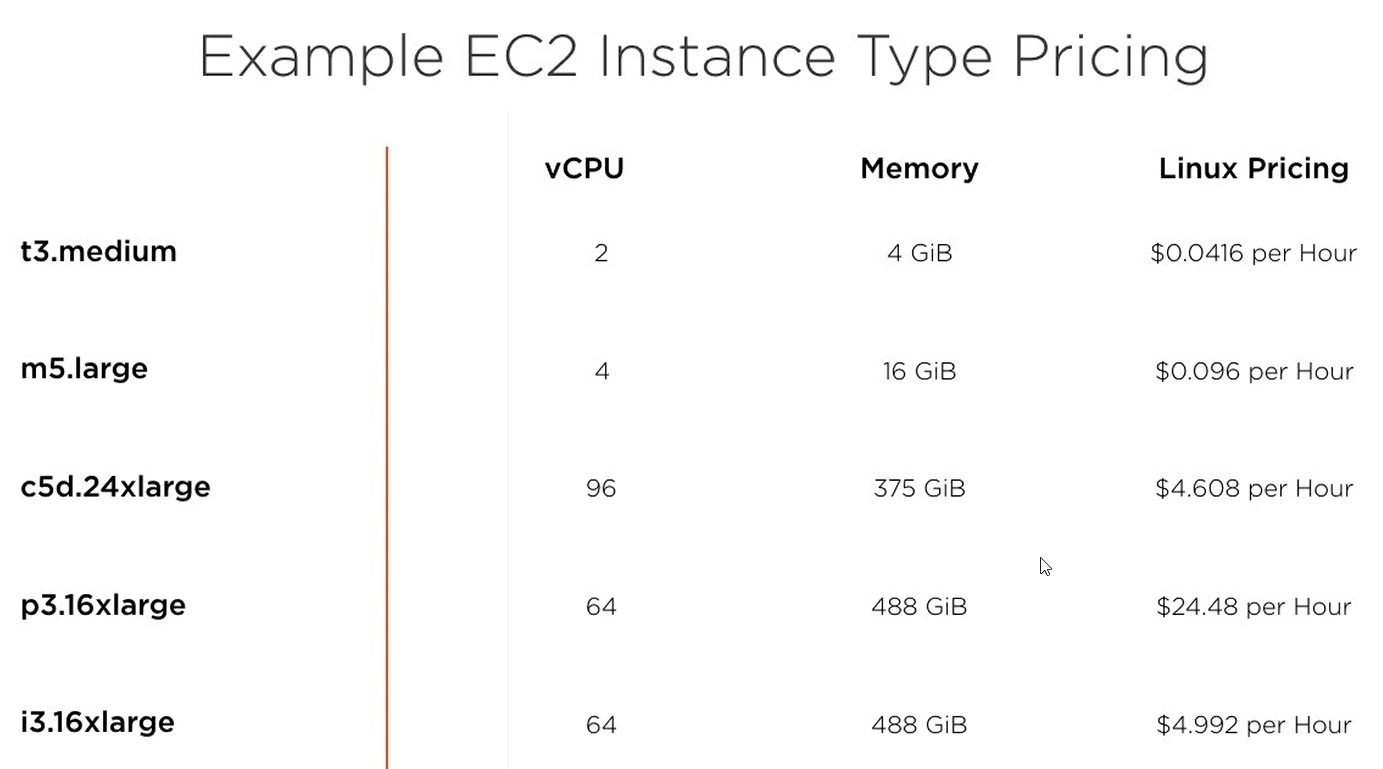 Example EC2 Instance Type Pricing
vCPU Memory Linux Pricing
t3.medium 2 4 GiB $0.0416 per Hour
m5.large 4 16 GiB $0.096 per Hour
c5d.24xlarge 96 375 GiB $4.608 per Hour
p3.16xlarge 64 488 GiB $24.48 per Hour
i3.16xlarge 64 488 GiB $4.992 per Hour